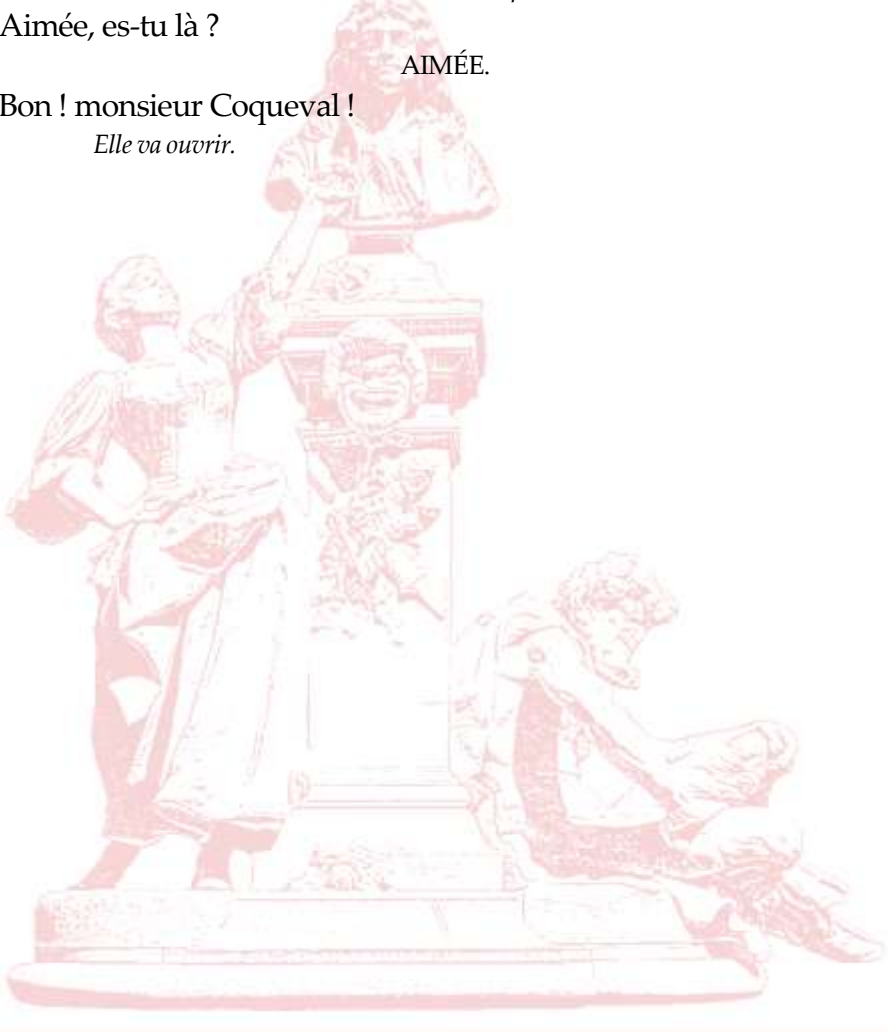 Aimée, es-tu là ?
AIMÉE.
Bon ! monsieur Coqueval !
Elle va ouvrir.